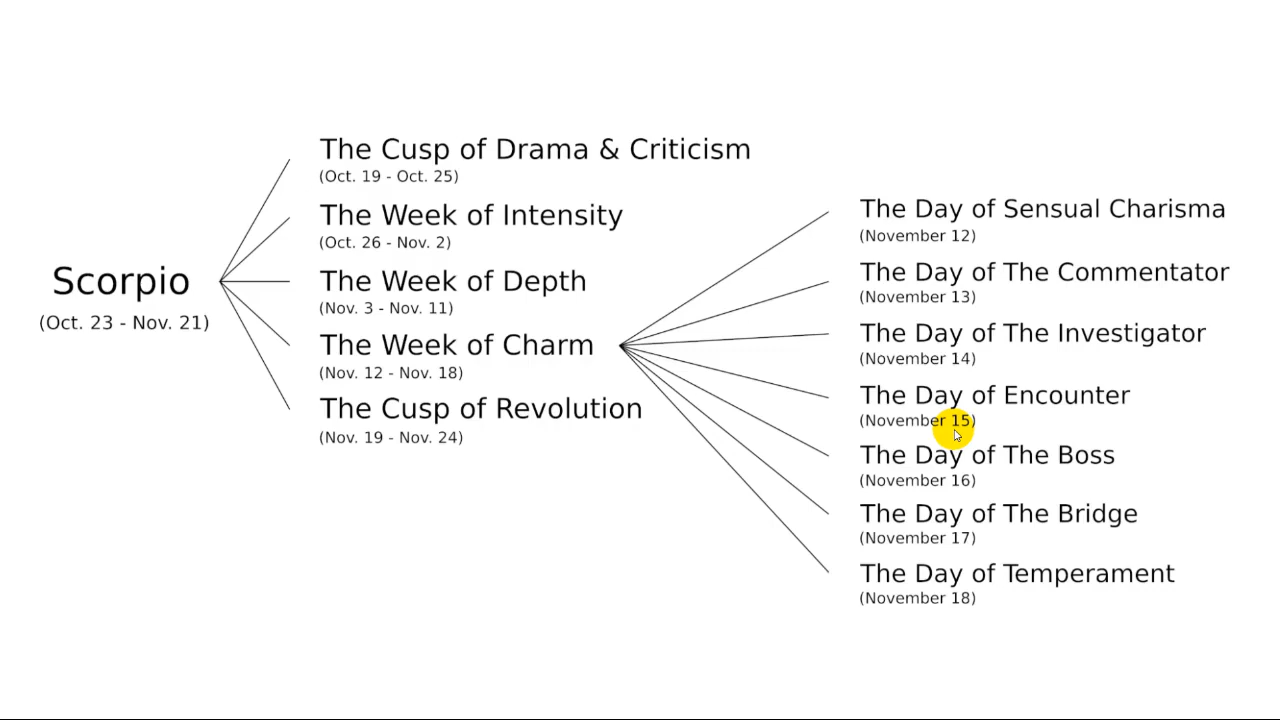 Scorpio
(Oct. 23 - Nov. 21)
The Cusp of Drama & Criticism
(Oct. 19 - Oct. 25)
The Week of Intensity
(Oct. 26 - Nov. 2)
The Week of Depth
(Nov. 3 - Nov. 11)
The Week of Charm
(Nov. 12 - Nov. 18)
The Cusp of Revolution
(Nov. 19 - Nov. 24)
The Day of Sensual Charisma
(November 12)
The Day of The Commentator
(November 13)
The Day of The Investigator
(November 14)
The Day of Encounter
(November 15)
The Day of The Boss
(November 16)
The Day of The Bridge
(November 17)
The Day of Temperament
(November 18)